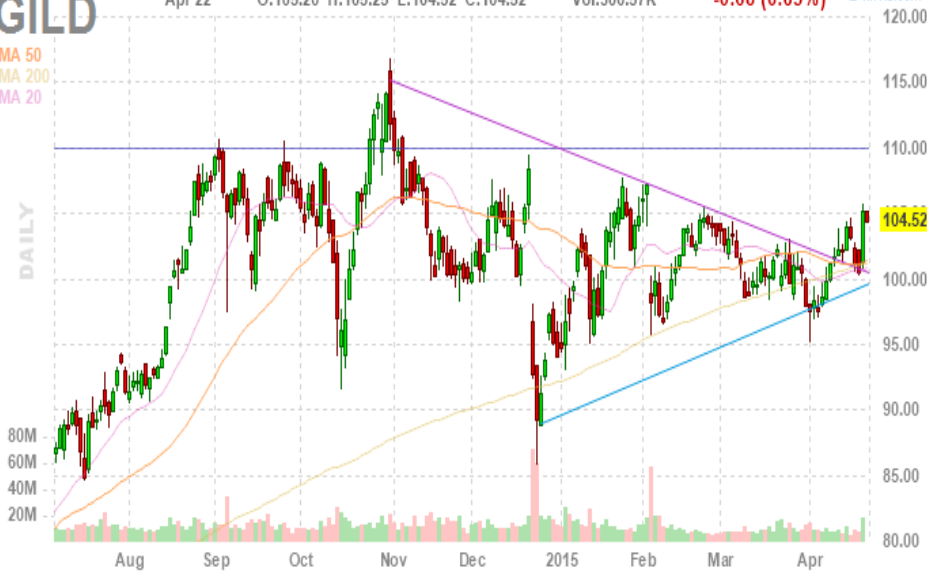 GILD
Apr 22
MA 50
MA 200
MA 20
DAILY
120.00
115.00
110.00
104.52
100.00
95.00
90.00
85.00
80.00
80M
60M
40M
20M
Aug Sep Oct Nov Dec 2015 Feb Mar Apr